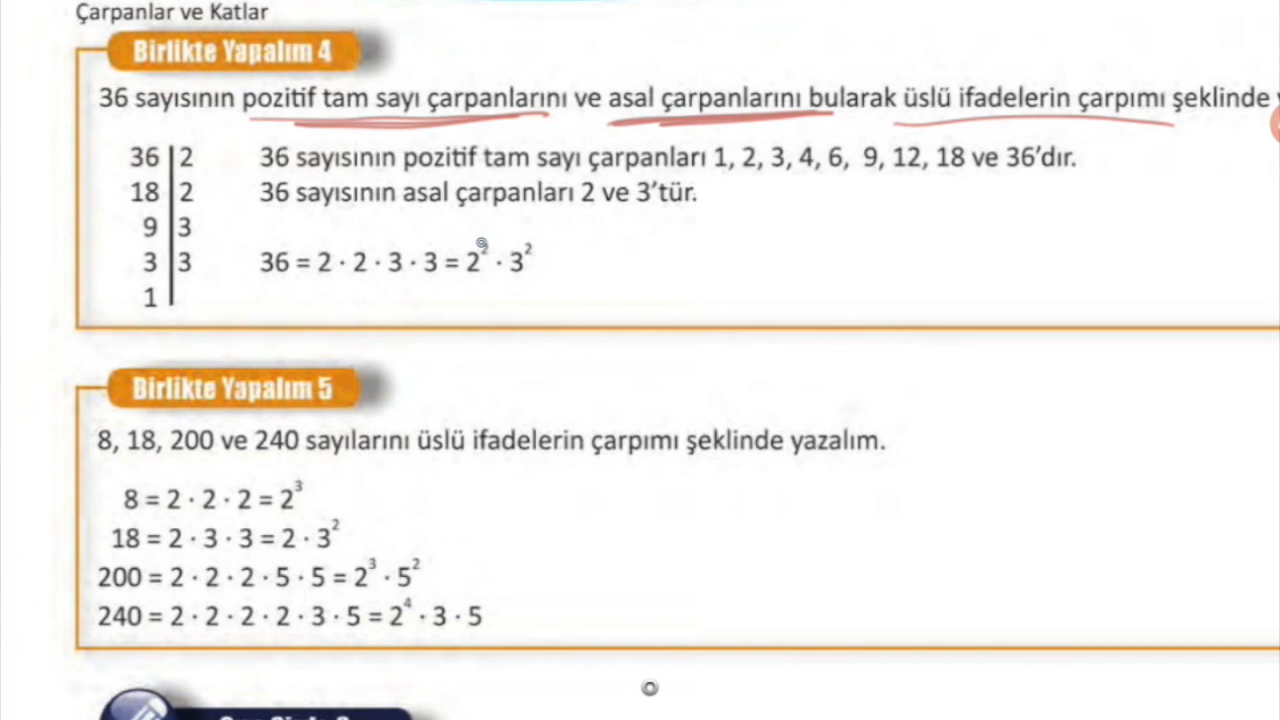 Çarpanlar ve Katlar
Birlikte Yapalım 4
36 sayısının pozitif tam sayı çarpanlarını ve asal çarpanlarını bularak üslü ifadelerin çarpımı şeklinde
36 | 2 36 sayısının pozitif tam sayı çarpanları 1, 2, 3, 4, 6, 9, 12, 18 ve 36’dır.
18 | 2 36 sayısının asal çarpanları 2 ve 3’tür.
9 | 3
3 | 3 36 = 2 · 2 · 3 · 3 = 2² · 3²
1 |
Birlikte Yapalım 5
8, 18, 200 ve 240 sayılarını üslü ifadelerin çarpımı şeklinde yazalım.
8 = 2 · 2 · 2 = 2³
18 = 2 · 3 · 3 = 2 · 3²
200 = 2 · 2 · 2 · 5 · 5 = 2³ · 5²
240 = 2 · 2 · 2 · 2 · 3 · 5 = 2⁴ · 3 · 5